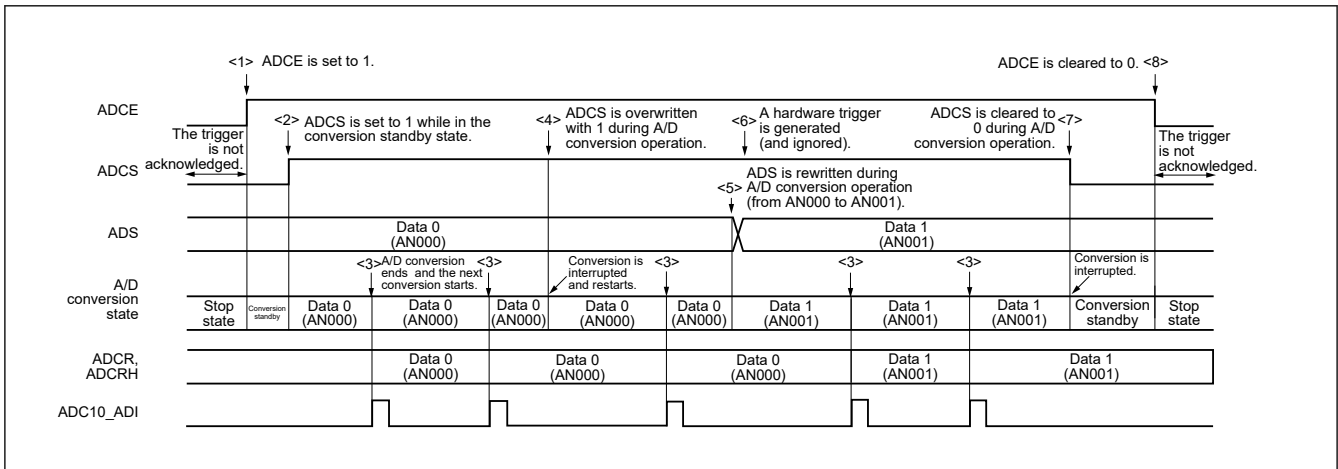 <1> ADCE is set to 1.
ADCE is cleared to 0. <8>
ADCE
The trigger
is not
acknowledged.
<2> ADCS is set to 1 while in the
conversion standby state.
<4> ADCS is overwritten
with 1 during A/D
conversion operation.
<6> A hardware trigger
is generated
(and ignored).
ADCS is cleared to
0 during A/D
conversion operation.
<7>
The trigger
is not
acknowledged.
ADCS
<5> ADS is rewritten during
A/D conversion operation
(from AN000 to AN001).
ADS
Data 0
(AN000)
Data 1
(AN001)
<3> A/D conversion
ends and the next
conversion starts.
<3>
Conversion is
interrupted
and restarts.
<3>
<3>
<3>
Conversion is
interrupted.
A/D
conversion
state
Stop
state
Conversion
standby
Data 0
(AN000)
Data 0
(AN000)
Data 0
(AN000)
Data 0
(AN000)
Data 0
(AN000)
Data 1
(AN001)
Data 1
(AN001)
Data 1
(AN001)
Conversion
standby
Stop
state
ADCR,
ADCRH
Data 0
(AN000)
Data 0
(AN000)
Data 0
(AN000)
Data 1
(AN001)
Data 1
(AN001)
ADC10_ADI